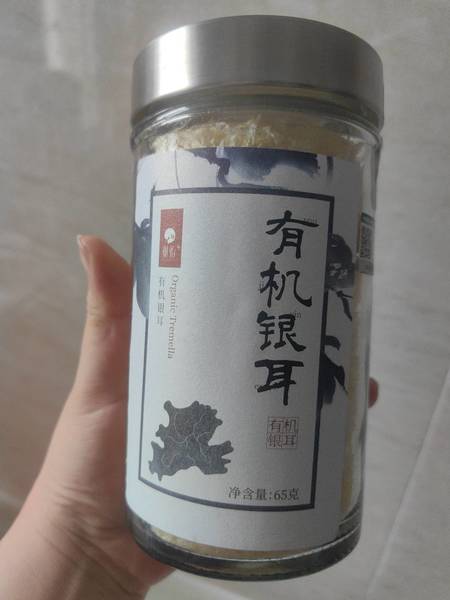 有机银耳
Organic Tremella
有机银耳
有机
银耳
净含量:65克